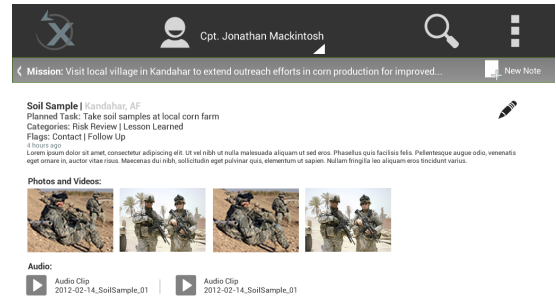 Cpt. Jonathan Mackintosh
Mission: Visit local village in Kandahar to extend outreach efforts in corn production for improved...
New Note
Soil Sample | Kandahar, AF
Planned Task: Take soil samples at local corn farm
Categories: Risk Review | Lesson Learned
Flags: Contact | Follow Up
4 hours ago
Lorem ipsum dolor sit amet, consectetur adipiscing elit. Ut vel nibh ut nulla malesuada aliquam ut sed eros. Phasellus quis facilisis felis. Pellentesque augue odio, venenatis
eget ornare in, auctor vitae risus. Maecenas dui nibh, sollicitudin eget pulvinar quis, elementum ut sapien. Nullam fringilla leo aliquam eros tincidunt varius.
Photos and Videos:
Audio:
Audio Clip
2012-02-14_SoilSample_01
Audio Clip
2012-02-14_SoilSample_01